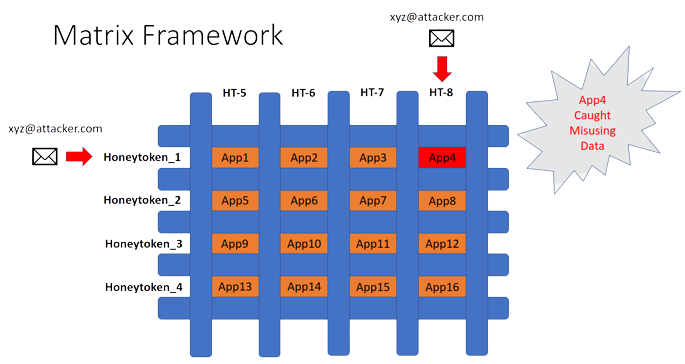 xyz@attacker.com
Matrix Framework
HT-5 HT-6 HT-7 HT-8
App4
Caught
Misusing
Data
xyz@attacker.com
Honeytoken_1 App1 App2 App3 App4
Honeytoken_2 App5 App6 App7 App8
Honeytoken_3 App9 App10 App11 App12
Honeytoken_4 App13 App14 App15 App16